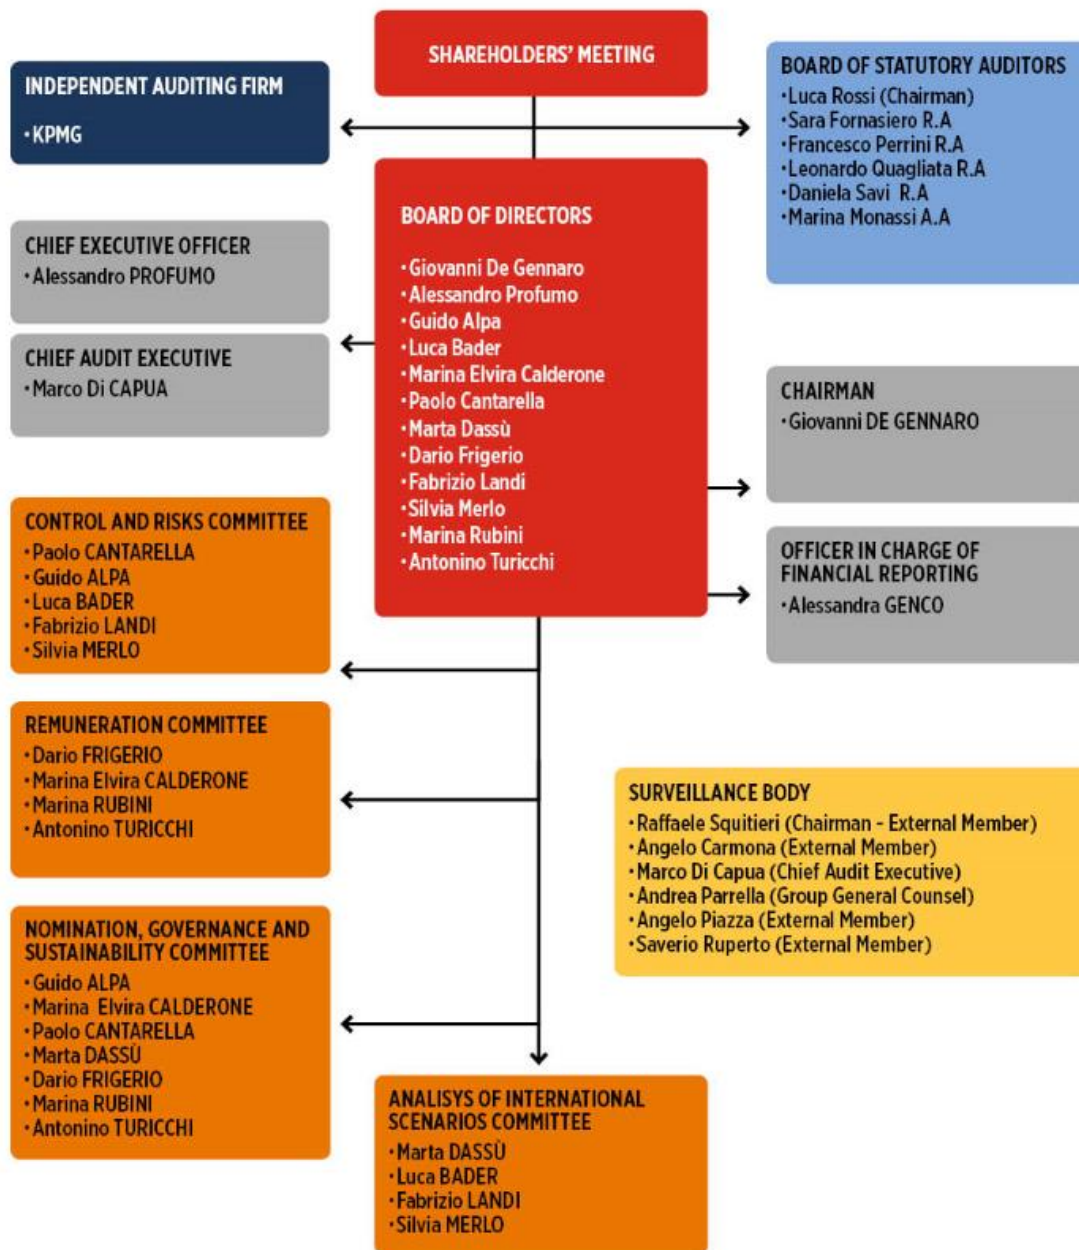 SHAREHOLDERS' MEETING
INDEPENDENT AUDITING FIRM
•KPMG
BOARD OF STATUTORY AUDITORS
•Luca Rossi (Chairman)
•Sara Fornasiero R.A
•Francesco Perrini R.A
•Leonardo Quagliata R.A
•Daniela Savi R.A
•Marina Monassi A.A
BOARD OF DIRECTORS
•Giovanni De Gennaro
•Alessandro Profumo
•Guido Alpa
•Luca Bader
•Marina Elvira Calderone
•Paolo Cantarella
•Marta Dassù
•Dario Frigerio
•Fabrizio Landi
•Silvia Merlo
•Marina Rubini
•Antonino Turicchi
CHIEF EXECUTIVE OFFICER
•Alessandro PROFUMO
CHIEF AUDIT EXECUTIVE
•Marco Di CAPUA
CHAIRMAN
•Giovanni DE GENNARO
OFFICER IN CHARGE OF
FINANCIAL REPORTING
•Alessandra GENCO
CONTROL AND RISKS COMMITTEE
•Paolo CANTARELLA
•Guido ALPA
•Luca BADER
•Fabrizio LANDI
•Silvia MERLO
REMUNERATION COMMITTEE
•Dario FRIGERIO
•Marina Elvira CALDERONE
•Marina RUBINI
•Antonino TURICCHI
SURVEILLANCE BODY
•Raffaele Squitieri (Chairman - External Member)
•Angelo Carmona (External Member)
•Marco Di Capua (Chief Audit Executive)
•Andrea Parrella (Group General Counsel)
•Angelo Piazza (External Member)
•Saverio Ruperto (External Member)
NOMINATION, GOVERNANCE AND
SUSTAINABILITY COMMITTEE
•Guido ALPA
•Marina Elvira CALDERONE
•Paolo CANTARELLA
•Marta DASSÙ
•Dario FRIGERIO
•Marina RUBINI
•Antonino TURICCHI
ANALISYS OF INTERNATIONAL
SCENARIOS COMMITTEE
•Marta DASSÙ
•Luca BADER
•Fabrizio LANDI
•Silvia MERLO